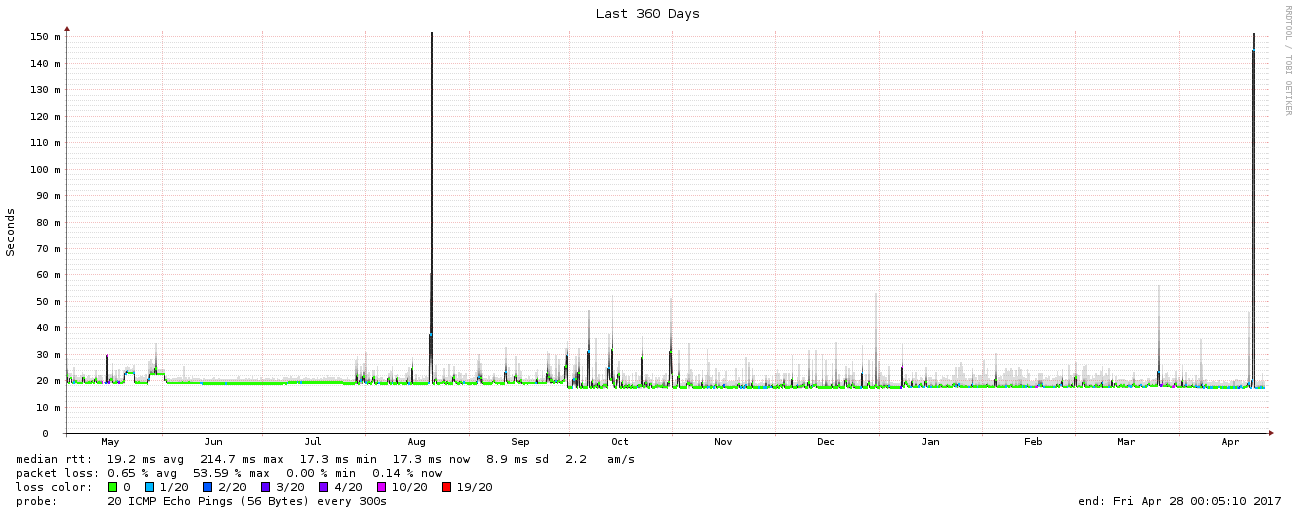 Last 360 Days
RRDTOOL / TOBI OETIKER
Seconds
150 m
140 m
130 m
120 m
110 m
100 m
90 m
80 m
70 m
60 m
50 m
40 m
30 m
20 m
10 m
0
May Jun Jul Aug Sep Oct Nov Dec Jan Feb Mar Apr
median rtt: 19.2 ms avg 214.7 ms max 17.3 ms min 17.3 ms now 8.9 ms sd 2.2 am/s
packet loss: 0.65 % avg 53.59 % max 0.00 % min 0.14 % now
loss color: 0 1/20 2/20 3/20 4/20 10/20 19/20
probe: 20 ICMP Echo Pings (56 Bytes) every 300s end: Fri Apr 28 00:05:10 2017